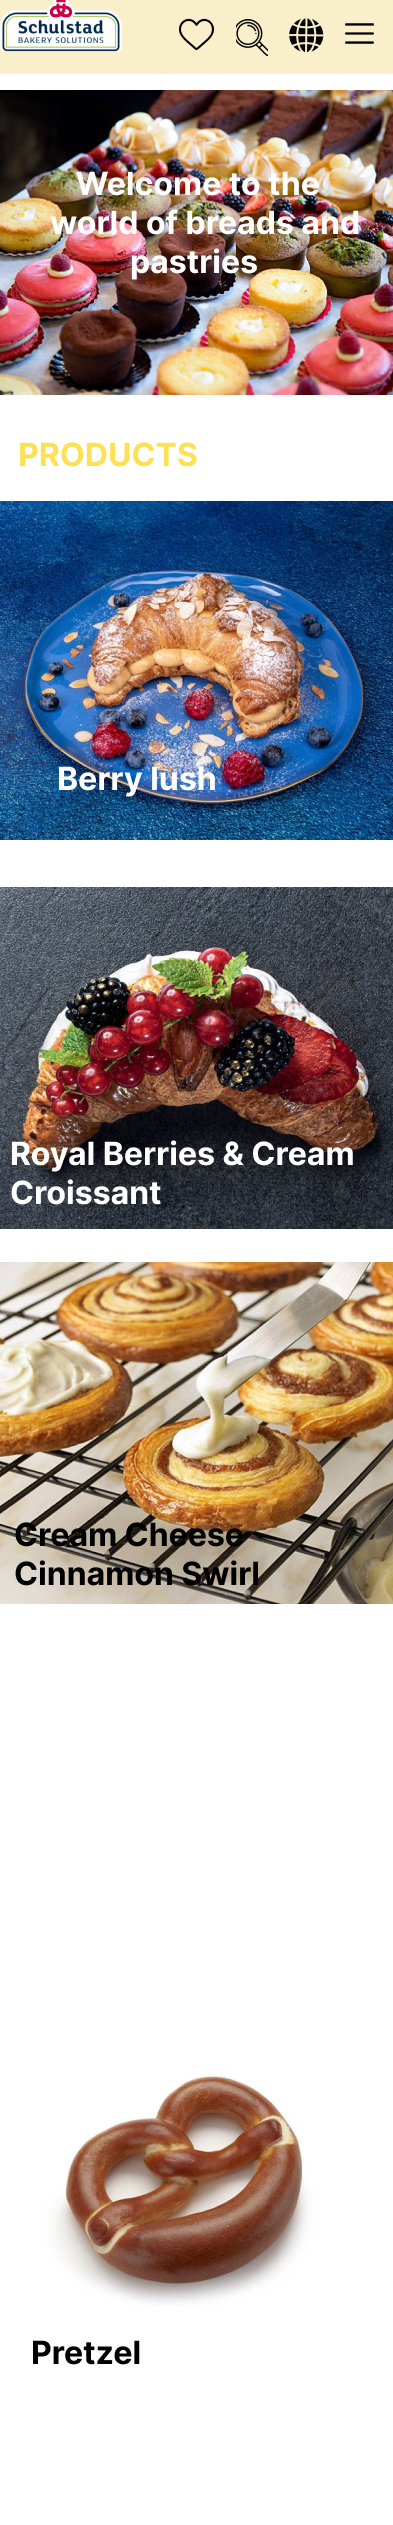 Schulstad
BAKERY SOLUTIONS
Welcome to the
world of breads and
pastries
PRODUCTS
Berry lush
Royal Berries & Cream
Croissant
Cream Cheese
Cinnamon Swirl
Pretzel